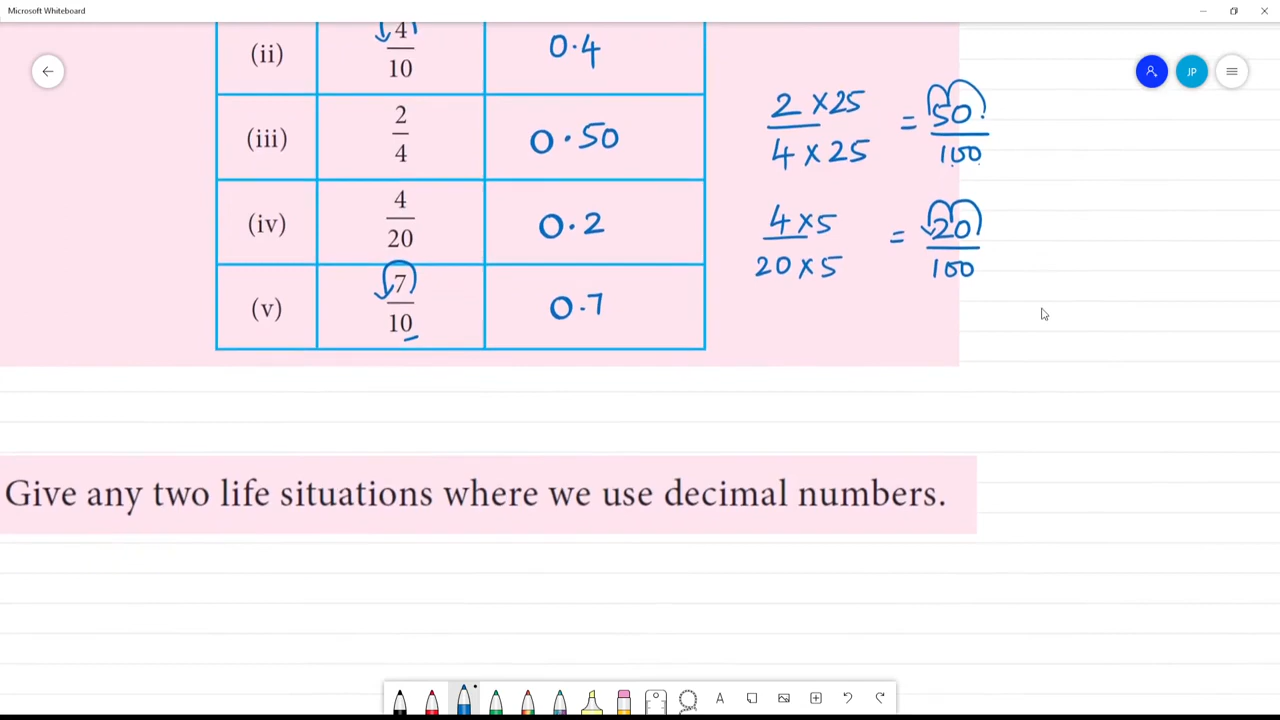 Microsoft Whiteboard
JP
(ii) 4/10 0.4
(iii) 2/4 0.50
2 × 25 / 4 × 25 = 50/100
(iv) 4/20 0.2
4 × 5 / 20 × 5 = 20/100
(v) 7/10 0.7
Give any two life situations where we use decimal numbers.
A